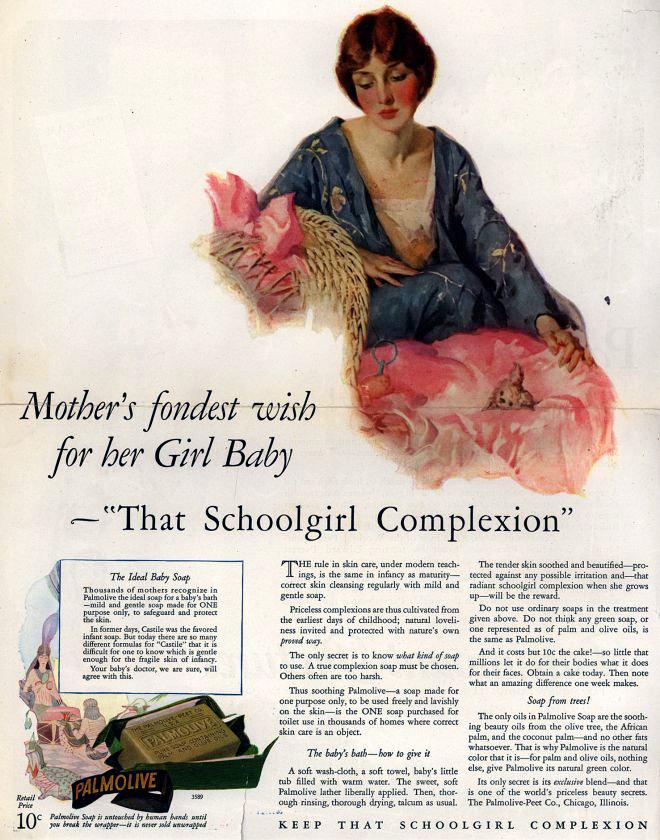 Mother's fondest wish
for her Girl Baby
—"That Schoolgirl Complexion"
The Ideal Baby Soap
Thousands of mothers recognize in
Palmolive the ideal soap for a baby's bath
—mild and gentle soap made for ONE
purpose only, to safeguard and protect
the skin.
In former days, Castile was the favored
infant soap. But today there are so many
different formulas for "Castile" that it is
difficult for one to know which is gentle
enough for the fragile skin of infancy.
Your baby's doctor, we are sure, will
agree with this.
PALMOLIVE
PALMOLIVE
3589
Retail
Price
10c
Palmolive Soap is untouched by human hands until
you break the wrapper—it is never sold unwrapped
THE rule in skin care, under modern teach-
ings, is the same in infancy as maturity—
correct skin cleansing regularly with mild and
gentle soap.
Priceless complexions are thus cultivated from
the earliest days of childhood; natural loveli-
ness invited and protected with nature's own
proved way.
The only secret is to know what kind of soap
to use. A true complexion soap must be chosen.
Others often are too harsh.
Thus soothing Palmolive—a soap made for
one purpose only, to be used freely and lavishly
on the skin—is the ONE soap purchased for
toilet use in thousands of homes where correct
skin care is an object.
The baby's bath—how to give it
A soft wash-cloth, a soft towel, baby's little
tub filled with warm water. The sweet, soft
Palmolive lather liberally applied. Then, thor-
ough rinsing, thorough drying, talcum as usual.
The tender skin soothed and beautified—pro-
tected against any possible irritation and—that
radiant schoolgirl complexion when she grows
up—will be the reward.
Do not use ordinary soaps in the treatment
given above. Do not think any green soap, or
one represented as of palm and olive oils, is
the same as Palmolive.
And it costs but 10c the cake!—so little that
millions let it do for their bodies what it does
for their faces. Obtain a cake today. Then note
what an amazing difference one week makes.
Soap from trees!
The only oils in Palmolive Soap are the sooth-
ing beauty oils from the olive tree, the African
palm, and the coconut palm—and no other fats
whatsoever. That is why Palmolive is the natural
color that it is—for palm and olive oils, nothing
else, give Palmolive its natural green color.
Its only secret is its exclusive blend—and that
is one of the world's priceless beauty secrets.
The Palmolive-Peet Co., Chicago, Illinois.
KEEP THAT SCHOOLGIRL COMPLEXION